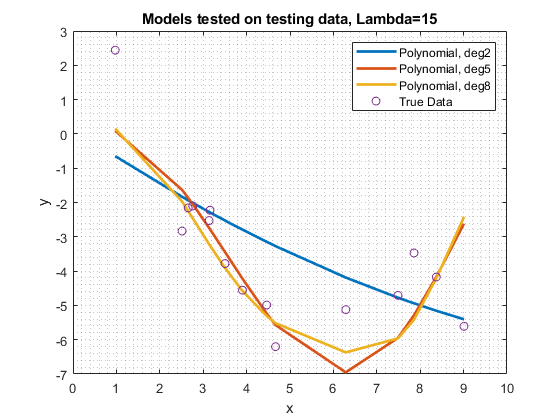 Models tested on testing data, Lambda=15
Polynomial, deg2
Polynomial, deg5
Polynomial, deg8
True Data
3
2
1
0
-1
-2
-3
-4
-5
-6
-7
y
0 1 2 3 4 5 6 7 8 9 10
x